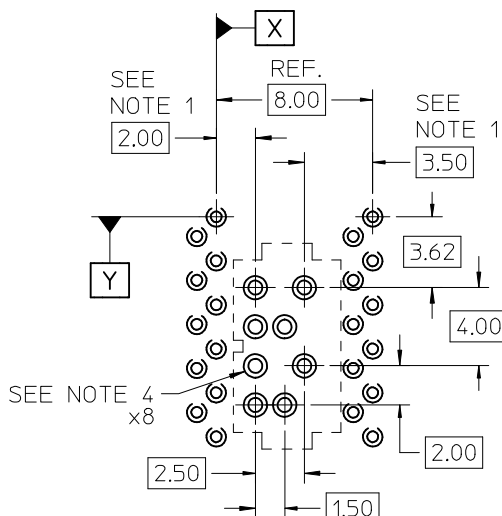 X
SEE
NOTE 1
2.00
REF.
8.00
SEE
NOTE 1
3.50
Y
3.62
4.00
SEE NOTE 4
x8
2.00
2.50
1.50